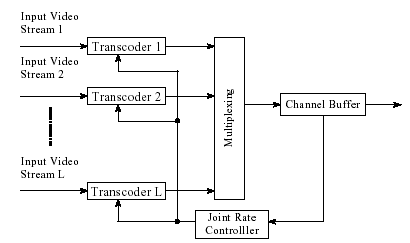 Input Video
Stream 1
Transcoder 1
Input Video
Stream 2
Transcoder 2
Multiplexing
Channel Buffer
Input Video
Stream L
Transcoder L
Joint Rate
Controlller